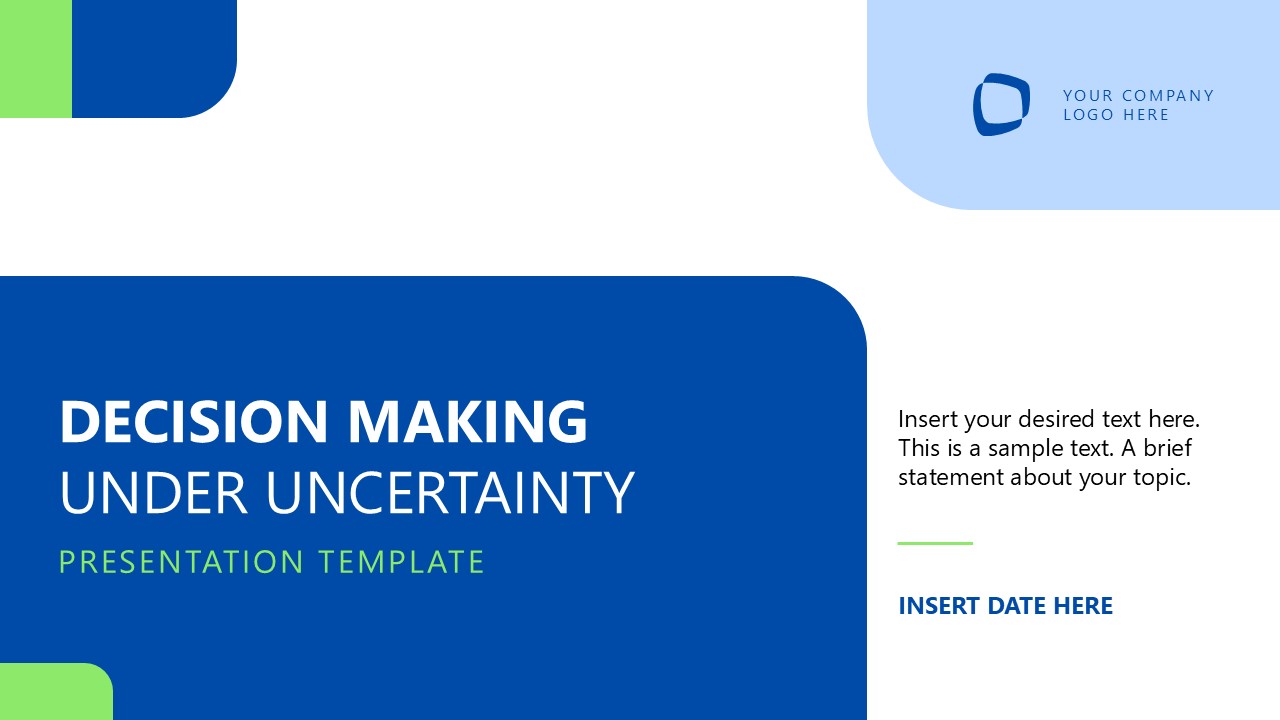 YOUR COMPANY
LOGO HERE
DECISION MAKING
UNDER UNCERTAINTY
PRESENTATION TEMPLATE
Insert your desired text here.
This is a sample text. A brief
statement about your topic.
INSERT DATE HERE